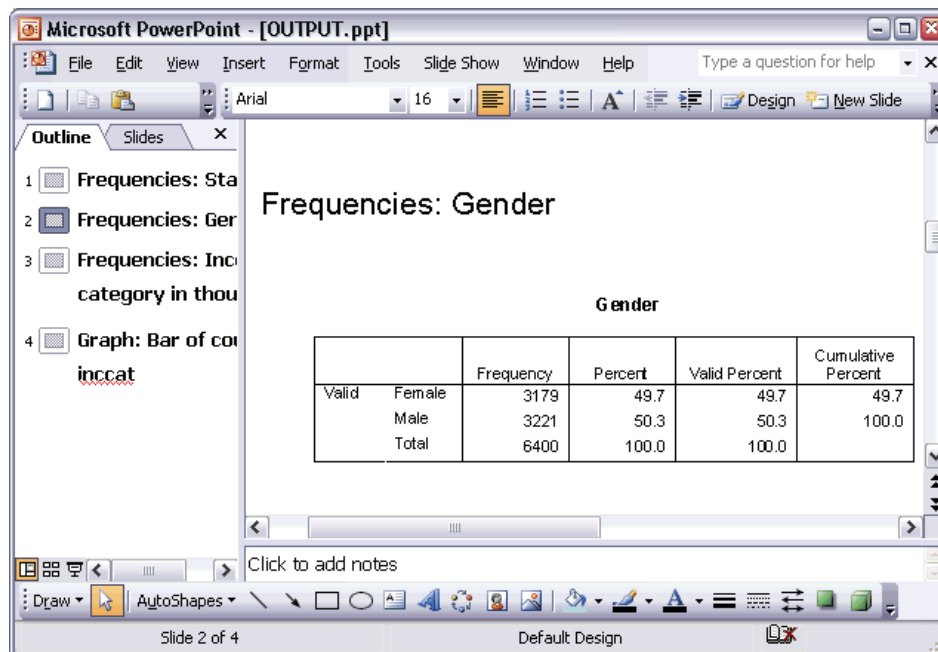 Microsoft PowerPoint - [OUTPUT.ppt]
File Edit View Insert Format Tools Slide Show Window Help Type a question for help
Arial 16 A Design New Slide
Outline Slides
1 Frequencies: Sta
2 Frequencies: Ger
3 Frequencies: Inc
category in thou
4 Graph: Bar of cou
inccat
Frequencies: Gender
Gender
Frequency Percent Valid Percent Cumulative Percent
Valid Female 3179 49.7 49.7 49.7
Male 3221 50.3 50.3 100.0
Total 6400 100.0 100.0
Click to add notes
Draw AutoShapes A
Slide 2 of 4 Default Design